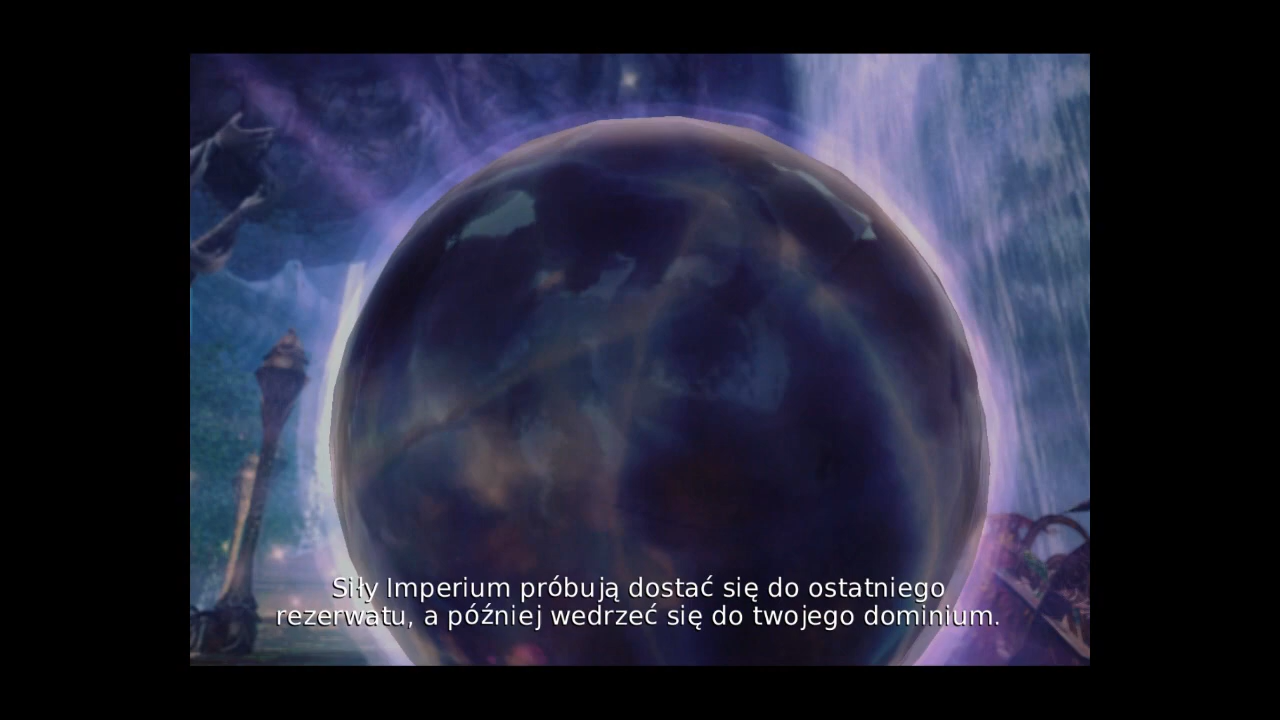 Siły Imperium próbują dostać się do ostatniego
rezerwatu, a później wedrzeć się do twojego dominium.